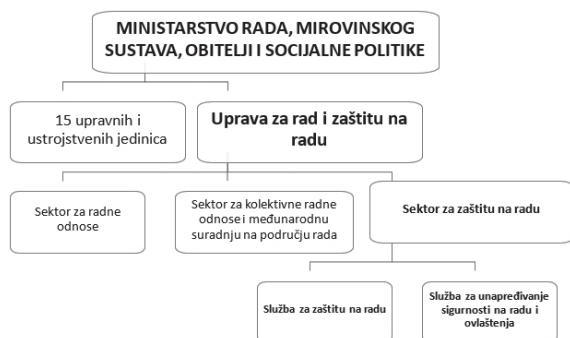 MINISTARSTVO RADA, MIROVINSKOG
SUSTAVA, OBITELJI I SOCIJALNE POLITIKE
15 upravnih i
ustrojstvenih jedinica
Uprava za rad i zaštitu na
radu
Sektor za radne
odnose
Sektor za kolektivne radne
odnose i međunarodnu
suradnju na području rada
Sektor za zaštitu na radu
Služba za zaštitu na radu
Služba za unapređivanje
sigurnosti na radu i
ovlaštenja